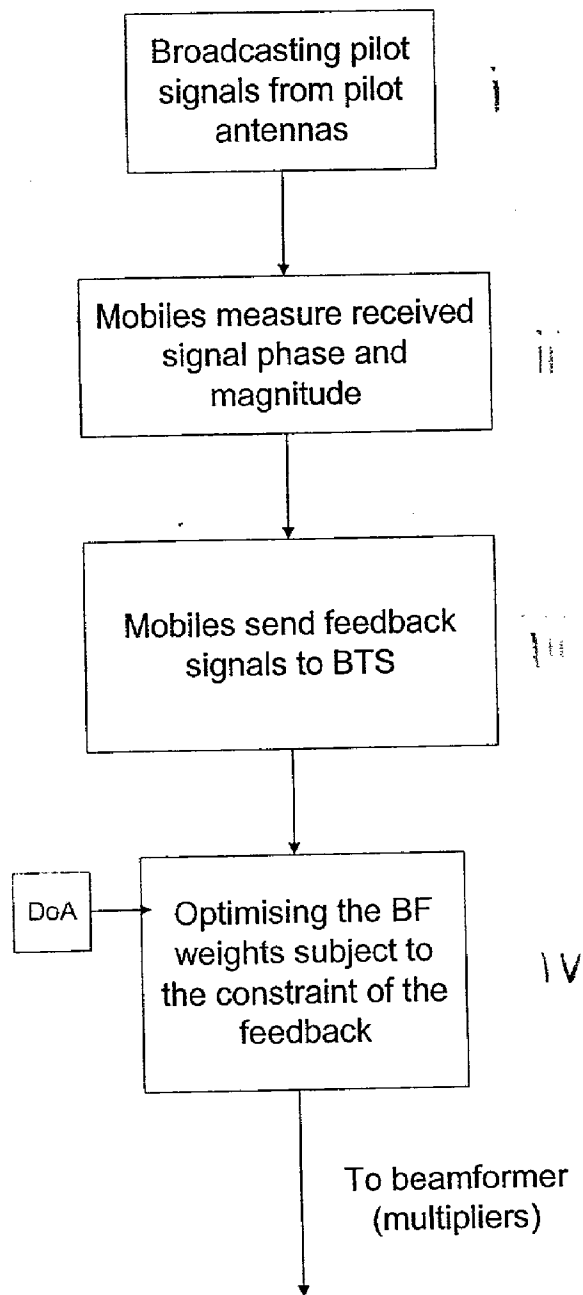 Broadcasting pilot
signals from pilot
antennas
i
Mobiles measure received
signal phase and
magnitude
ii
Mobiles send feedback
signals to BTS
iii
DoA
Optimising the BF
weights subject to
the constraint of the
feedback
iv
To beamformer
(multipliers)